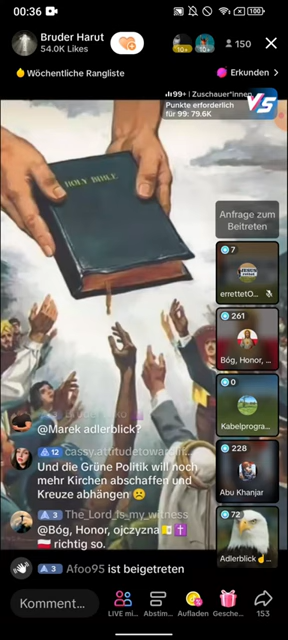 00:36
100
Bruder Harut
54.0K Likes
10+
10+
150
Wöchentliche Rangliste
Erkunden >
99+ | Zuschauer*innen
Punkte erforderlich
für 99: 79.6K
VS
HOLY BIBLE
Anfrage zum
Beitreten
7
errettetO...
261
Bóg, Honor, ...
0
Kabelprogra...
228
Abu Khanjar
72
Adlerblick
@Marek adlerblick?
12 cassy.attitudetowar...
Und die Grüne Politik will noch
mehr Kirchen abschaffen und
Kreuze abhängen
3 The_Lord_is_my_witness
@Bóg, Honor, ojczyzna
richtig so.
3 Afoo95 ist beigetreten
Komment...
LIVE mi...
Abstim...
Aufladen
Gesche...
153